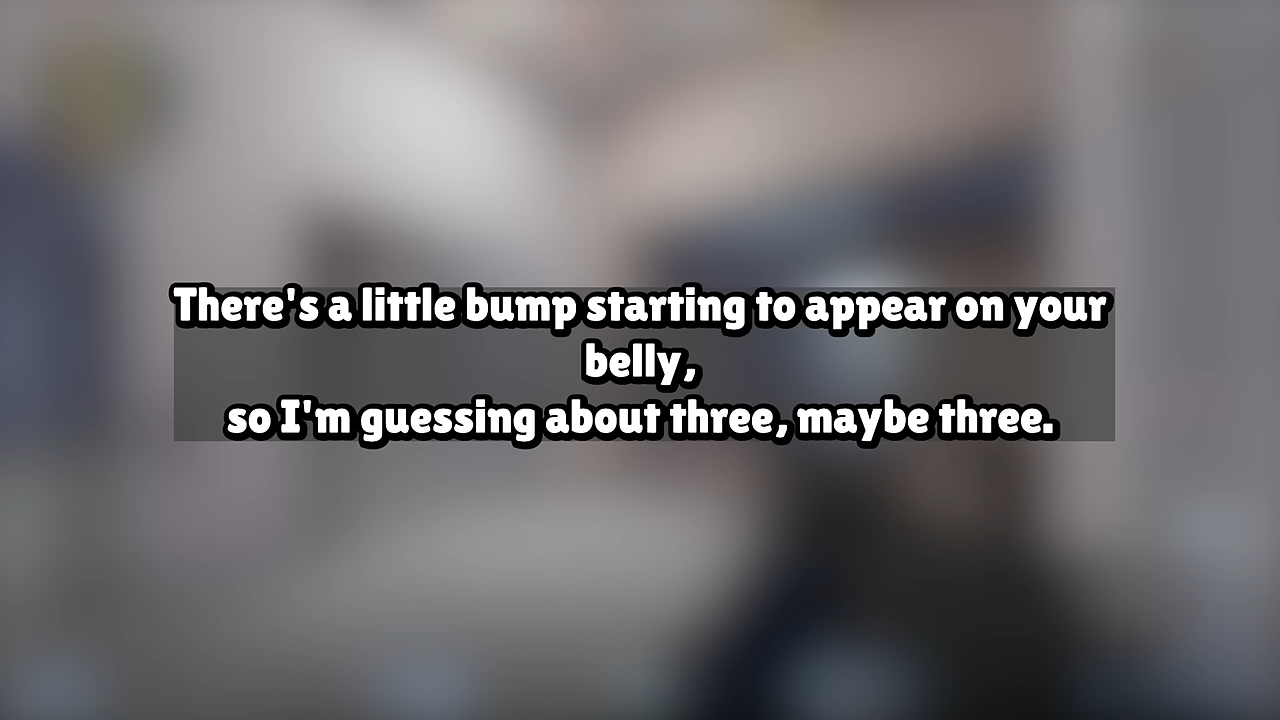 There's a little bump starting to appear on your
belly,
so I'm guessing about three, maybe three.